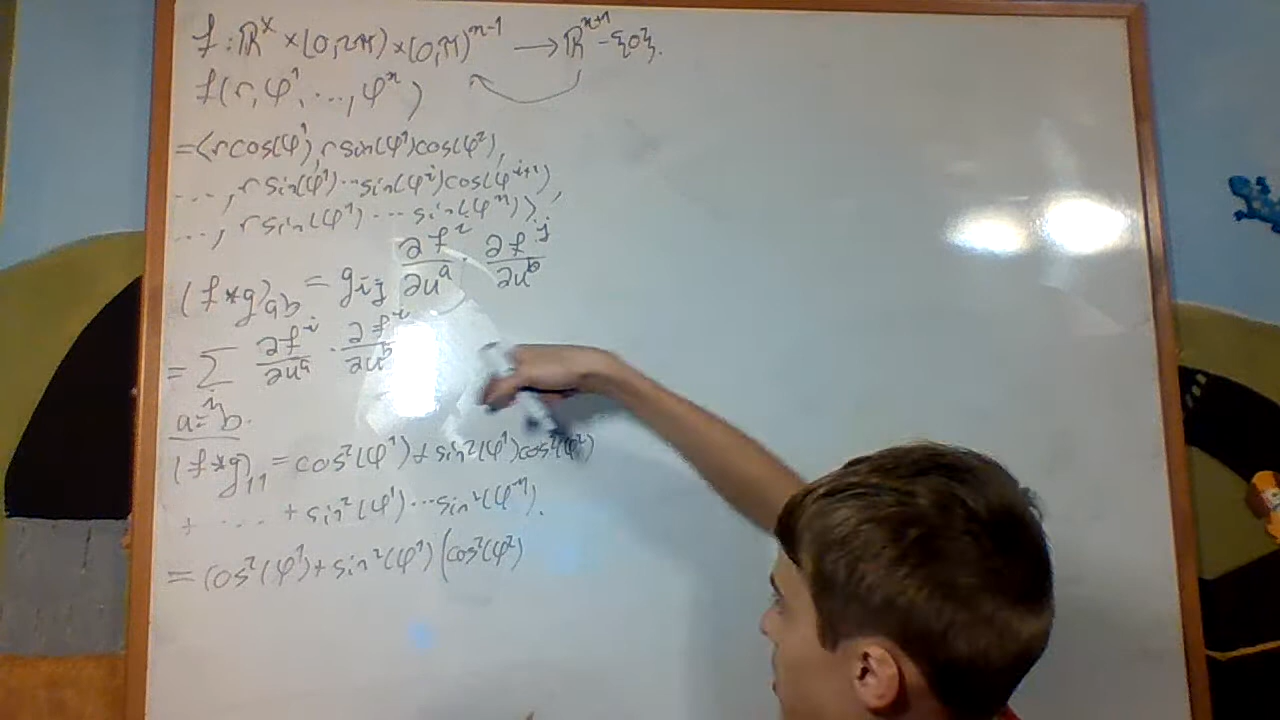 f : ℝ^x × (0, 2π) × (0, π)^{n-1} → ℝ^{n+1} - {0}.
f(r, φ^1, ..., φ^n)
= <r cos(φ^1), r sin(φ^1)cos(φ^2),
..., r sin(φ^1) ... sin(φ^i)cos(φ^{i+1}),
..., r sin(φ^1) ... sin(φ^n)>,
(f*g)_{ab} = g_{ij} ∂f^i/∂u^a · ∂f^j/∂u^b
= Σ_i ∂f^i/∂u^a · ∂f^i/∂u^b
a = b.
(f*g)_{11} = cos²(φ^1) + sin²(φ^1)cos²(φ^2)
+ ... + sin²(φ^1) ... sin²(φ^n).
= cos²(φ^1) + sin²(φ^1)(cos²(φ^2)